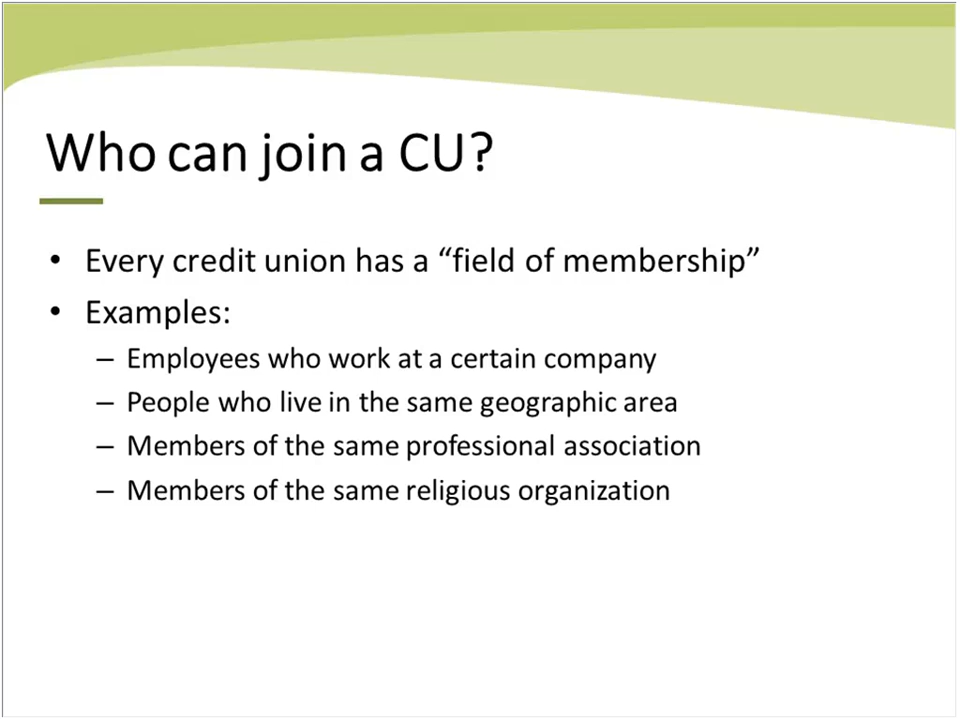 Who can join a CU?
• Every credit union has a “field of membership”
• Examples:
– Employees who work at a certain company
– People who live in the same geographic area
– Members of the same professional association
– Members of the same religious organization